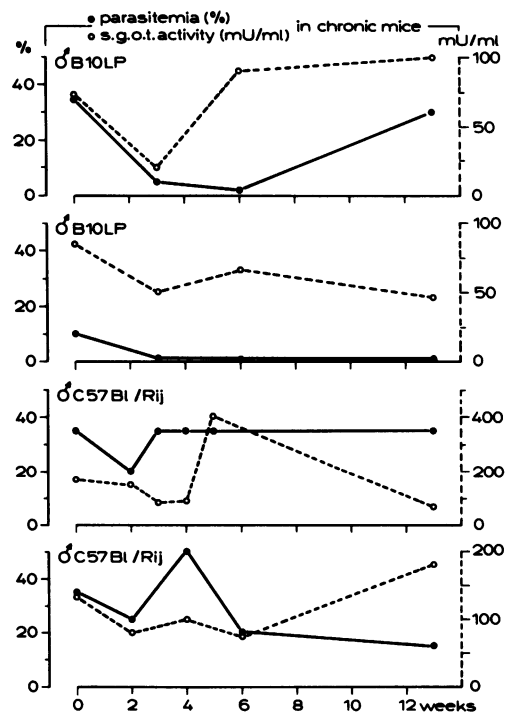 parasitemia (%)
s.g.o.t. activity (mU/ml)
in chronic mice
%
mU/ml
♂ B10LP
40
20
0
100
50
0
♂ B10LP
40
20
0
100
50
0
♂ C57Bl/Rij
40
20
0
400
200
0
♂ C57Bl/Rij
40
20
0
200
100
0
0 2 4 6 8 10 12 weeks